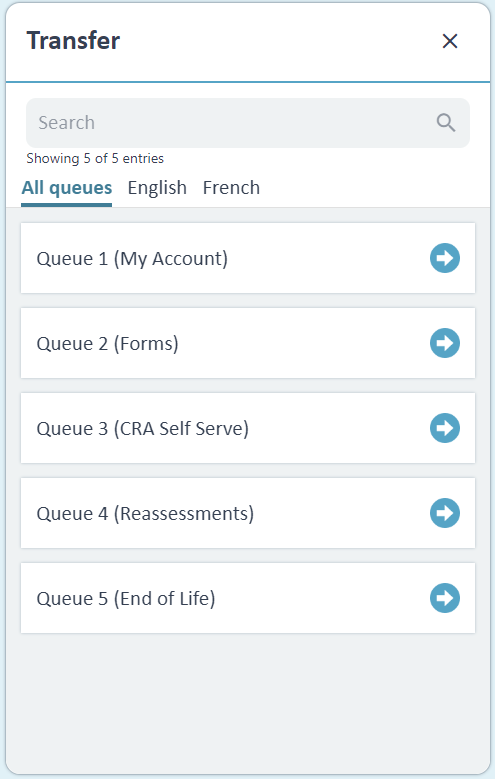 Transfer
Search
Showing 5 of 5 entries
All queues English French
Queue 1 (My Account)
Queue 2 (Forms)
Queue 3 (CRA Self Serve)
Queue 4 (Reassessments)
Queue 5 (End of Life)